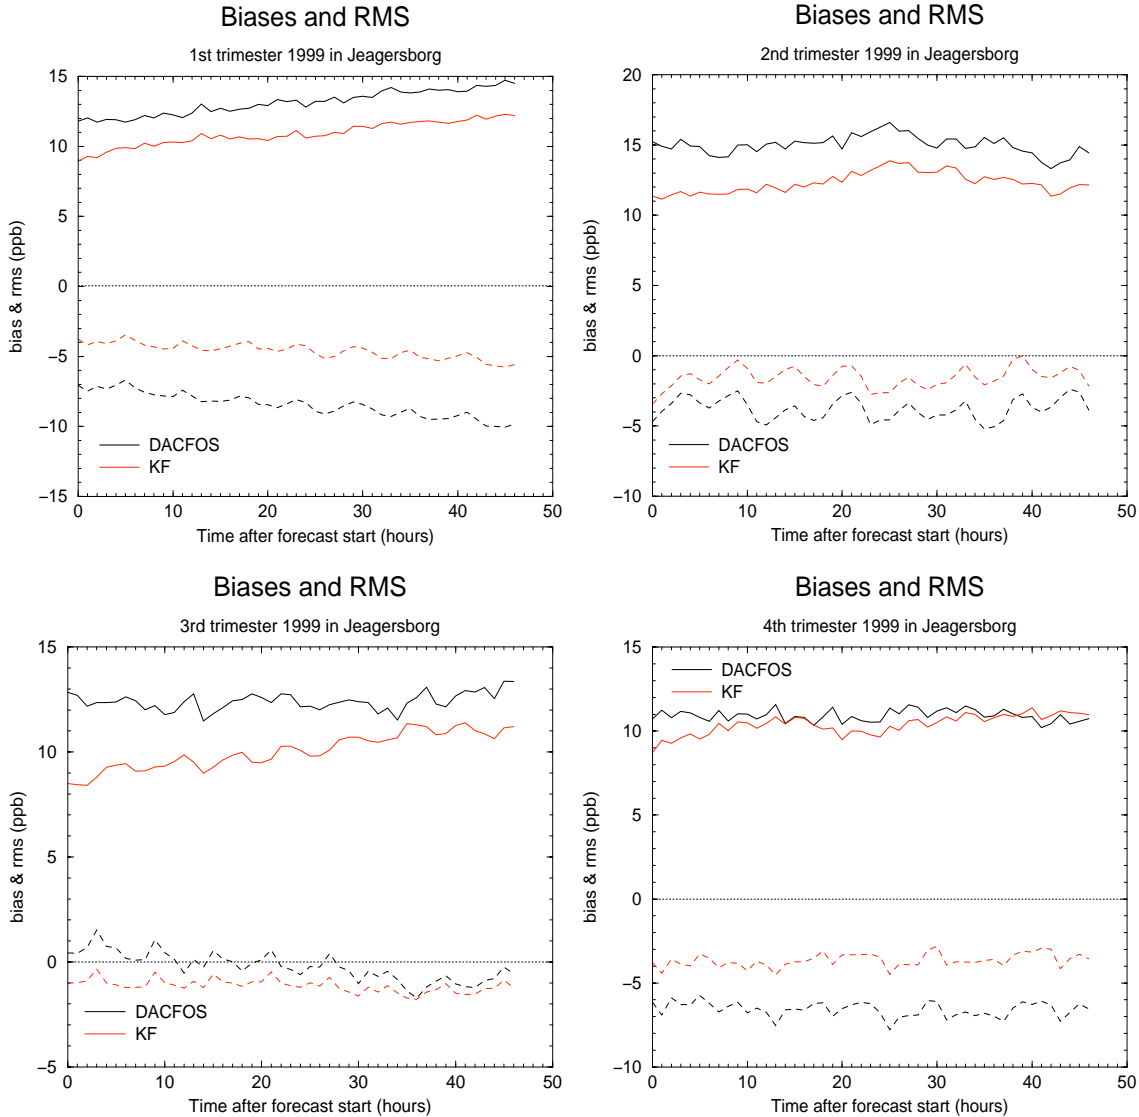 Biases and RMS
1st trimester 1999 in Jeagersborg
15
10
5
0
−5
−10
−15
bias & rms (ppb)
DACFOS
KF
0 10 20 30 40 50
Time after forecast start (hours)
Biases and RMS
2nd trimester 1999 in Jeagersborg
20
15
10
5
0
−5
−10
bias & rms (ppb)
DACFOS
KF
0 10 20 30 40 50
Time after forecast start (hours)
Biases and RMS
3rd trimester 1999 in Jeagersborg
15
10
5
0
−5
bias & rms (ppb)
DACFOS
KF
0 10 20 30 40 50
Time after forecast start (hours)
Biases and RMS
4th trimester 1999 in Jeagersborg
15
10
5
0
−5
−10
bias & rms (ppb)
DACFOS
KF
0 10 20 30 40 50
Time after forecast start (hours)